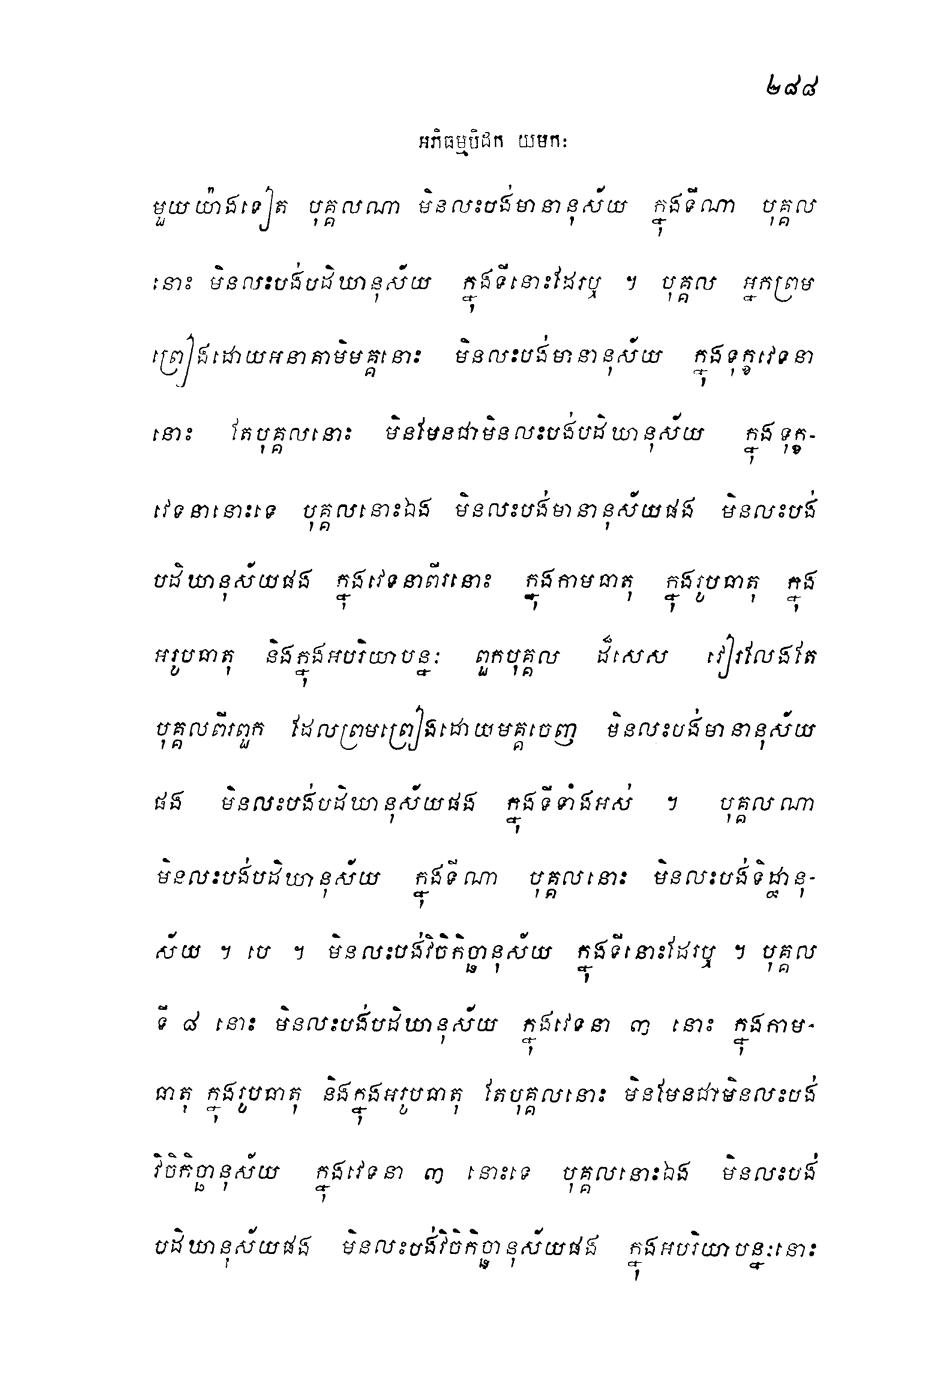 ២៨៨
អភិធម្មបិដក យមកៈ
មួយយ៉ាងទៀត បុគ្គលណា មិនលះបង់មានានុស័យ ក្នុងទីណា បុគ្គល
នោះ មិនលះបង់បដិឃានុស័យ ក្នុងទីនោះដែរឬ ។ បុគ្គល អ្នកព្រម
ព្រៀងដោយអនាគាមិមគ្គនោះ មិនលះបង់មានានុស័យ ក្នុងទុក្ខវេទនា
នោះ តែបុគ្គលនោះ មិនមែនជាមិនលះបង់បដិឃានុស័យ ក្នុងទុក្ខ-
វេទនានោះទេ បុគ្គលនោះឯង មិនលះបង់មានានុស័យផង មិនលះបង់
បដិឃានុស័យផង ក្នុងវេទនាពីរនោះ ក្នុងកាមធាតុ ក្នុងរូបធាតុ ក្នុង
អរូបធាតុ និងក្នុងអបរិយាបន្នៈ ពួកបុគ្គល ដ៏សេស វៀរលែងតែ
បុគ្គលពីរពួក ដែលព្រមព្រៀងដោយមគ្គចេញ មិនលះបង់មានានុស័យ
ផង មិនលះបង់បដិឃានុស័យផង ក្នុងទីទាំងអស់ ។ បុគ្គលណា
មិនលះបង់បដិឃានុស័យ ក្នុងទីណា បុគ្គលនោះ មិនលះបង់ទិដ្ឋានុ-
ស័យ ។ បេ ។ មិនលះបង់វិចិកិច្ឆានុស័យ ក្នុងទីនោះដែរឬ ។ បុគ្គល
ទី ៨ នោះ មិនលះបង់បដិឃានុស័យ ក្នុងវេទនា ៣ នោះ ក្នុងកាម-
ធាតុ ក្នុងរូបធាតុ និងក្នុងអរូបធាតុ តែបុគ្គលនោះ មិនមែនជាមិនលះបង់
វិចិកិច្ឆានុស័យ ក្នុងវេទនា ៣ នោះទេ បុគ្គលនោះឯង មិនលះបង់
បដិឃានុស័យផង មិនលះបង់វិចិកិច្ឆានុស័យផង ក្នុងអបរិយាបន្នៈនោះ